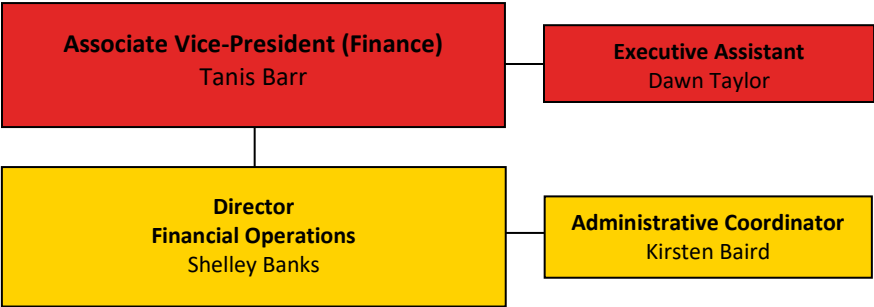 Associate Vice-President (Finance)
Tanis Barr
Executive Assistant
Dawn Taylor
Director
Financial Operations
Shelley Banks
Administrative Coordinator
Kirsten Baird